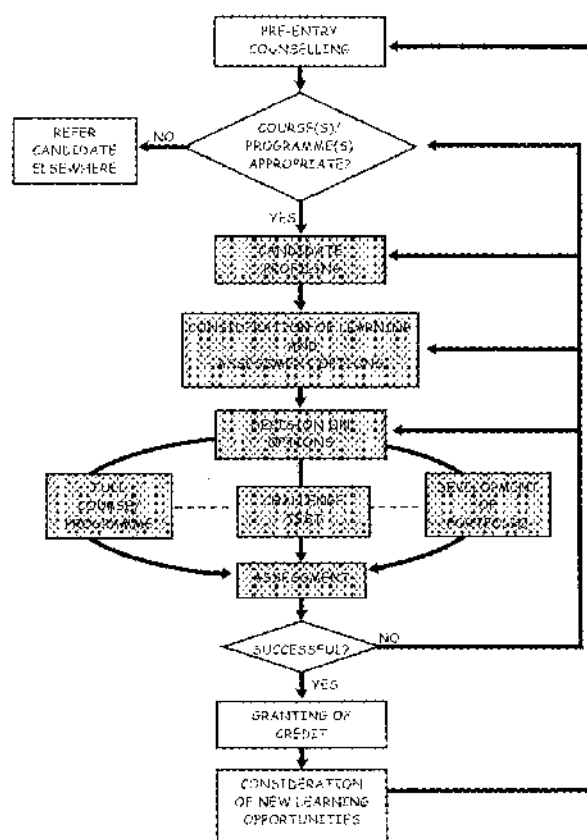 PRE-ENTRY
COUNSELLING
COURSE(S)/
PROGRAMME(S)
APPROPRIATE?
NO
REFER
CANDIDATE
ELSEWHERE
YES
CANDIDATE
PROFILING
CONSIDERATION OF LEARNING
AND
ASSESSMENT OPTIONS
DECISION ON
OPTIONS
FULL
COURSE/
PROGRAMME
CHALLENGE
TEST
DEVELOPMENT
OF
PORTFOLIO
ASSESSMENT
SUCCESSFUL?
NO
YES
GRANTING OF
CREDIT
CONSIDERATION
OF NEW LEARNING
OPPORTUNITIES